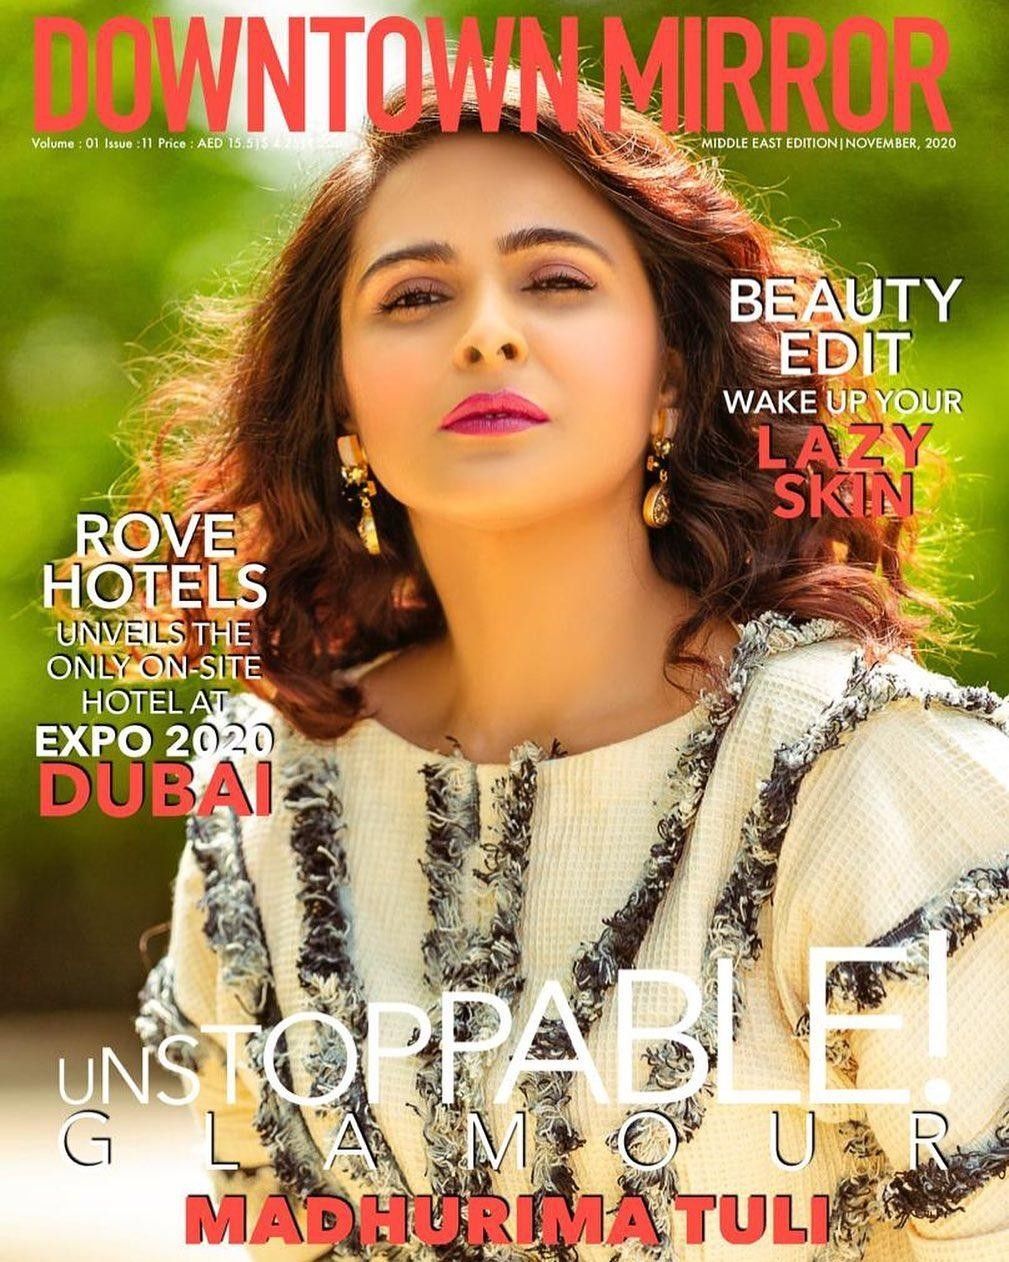 DOWNTOWN MIRROR
Volume : 01 Issue :11 Price : AED 15.5|$ 4.25|
MIDDLE EAST EDITION|NOVEMBER, 2020
BEAUTY
EDIT
WAKE UP YOUR
LAZY
SKIN
ROVE
HOTELS
UNVEILS THE
ONLY ON-SITE
HOTEL AT
EXPO 2020
DUBAI
UNSTOPPABLE!
GLAMOUR
MADHURIMA TULI